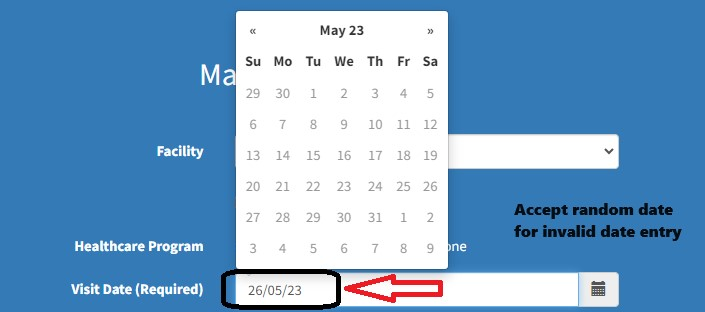 « May 23 »
Su Mo Tu We Th Fr Sa
29 30 1 2 3 4 5
Ma
6 7 8 9 10 11 12
Facility
13 14 15 16 17 18 19
20 21 22 23 24 25 26
27 28 29 30 31 1 2
Accept random date
for invalid date entry
Healthcare Program
3 4 5 6 7 8 9
one
Visit Date (Required)
26/05/23